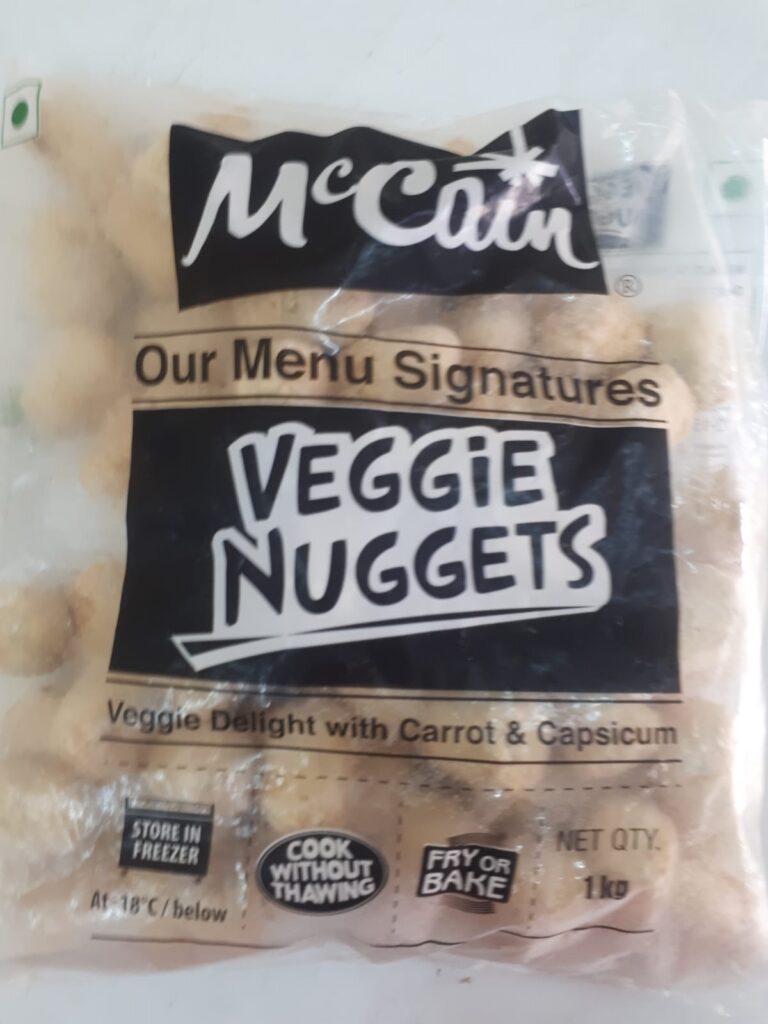 McCain
®
Our Menu Signatures
VEGGiE
NUGGETS
Veggie Delight with Carrot & Capsicum
STORE IN
FREEZER
At -18°C / below
COOK
WITHOUT
THAWING
FRY OR
BAKE
NET QTY.
1 kg